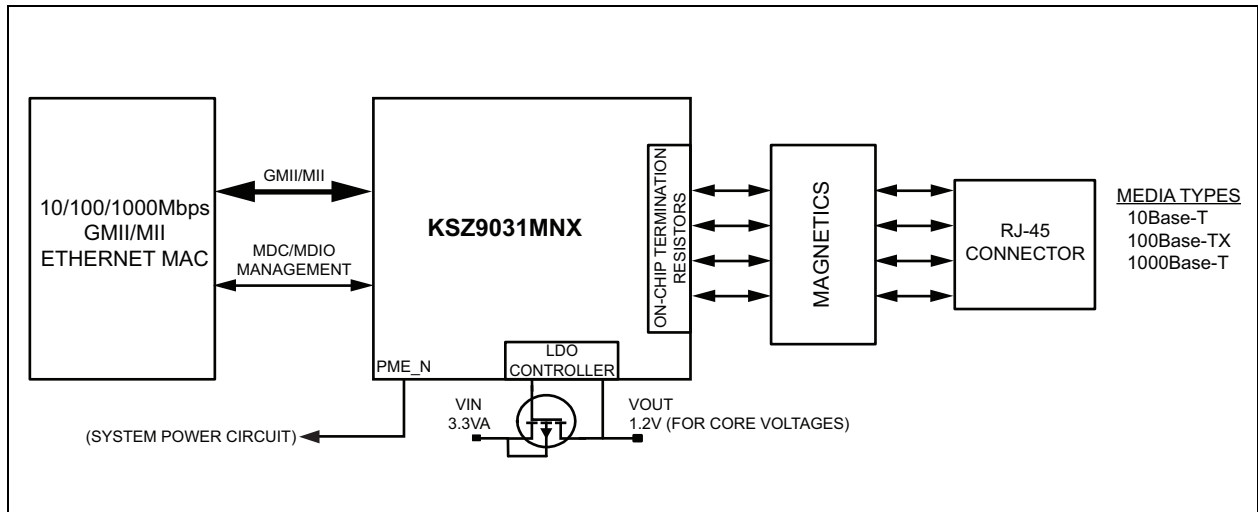 10/100/1000Mbps
GMII/MII
ETHERNET MAC
GMII/MII
MDC/MDIO
MANAGEMENT
KSZ9031MNX
PME_N
LDO
CONTROLLER
ON-CHIP TERMINATION
RESISTORS
MAGNETICS
RJ-45
CONNECTOR
MEDIA TYPES
10Base-T
100Base-TX
1000Base-T
(SYSTEM POWER CIRCUIT)
VIN
3.3VA
VOUT
1.2V (FOR CORE VOLTAGES)